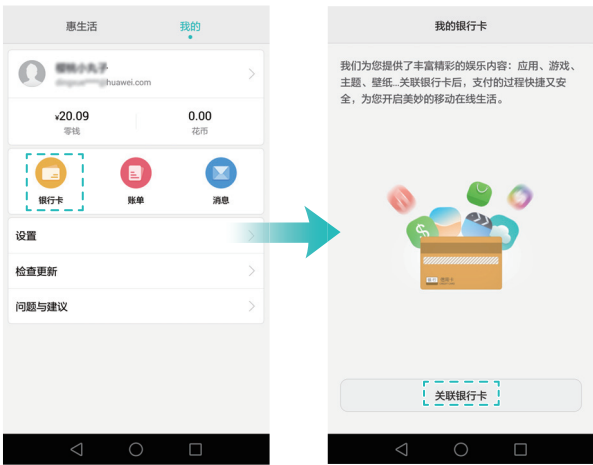 惠生活 我的
huawei.com
¥20.09 0.00
零钱 花币
银行卡 账单 消息
设置
检查更新
问题与建议
我的银行卡
我们为您提供了丰富精彩的娱乐内容：应用、游戏、
主题、壁纸...关联银行卡后，支付的过程快捷又安
全，为您开启美妙的移动在线生活。
关联银行卡